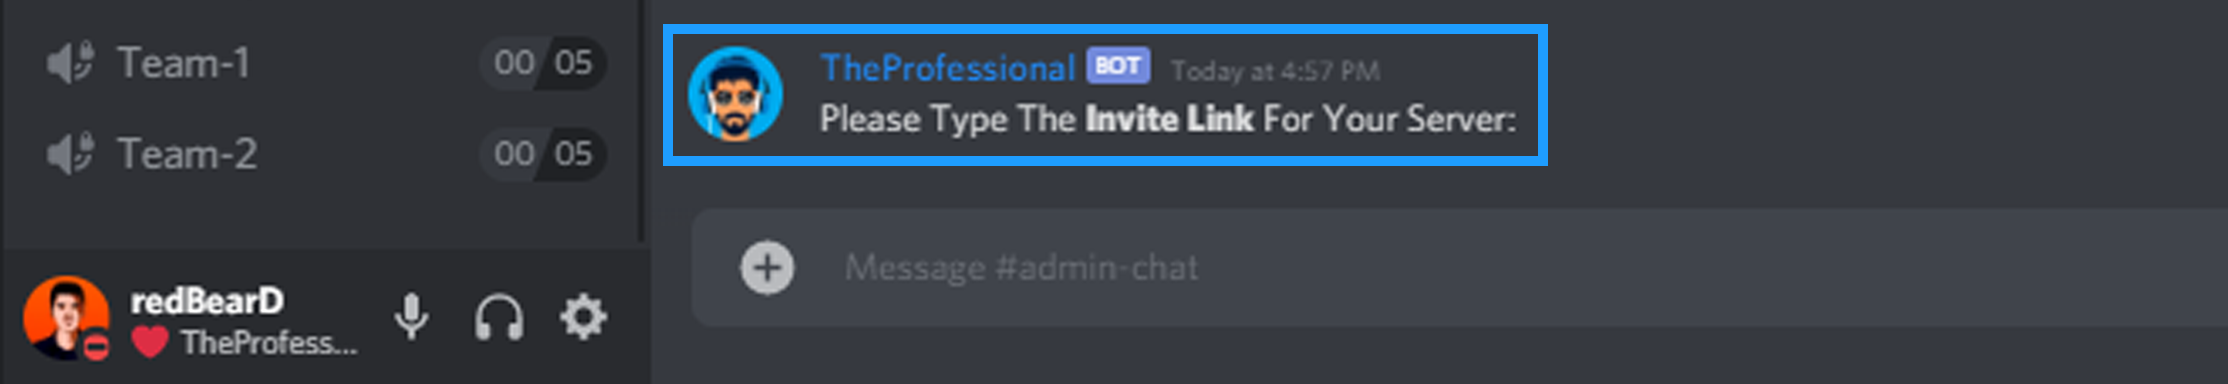 Team-1 00 05
Team-2 00 05
redBearD
TheProfess...
TheProfessional BOT Today at 4:57 PM
Please Type The Invite Link For Your Server:
Message #admin-chat